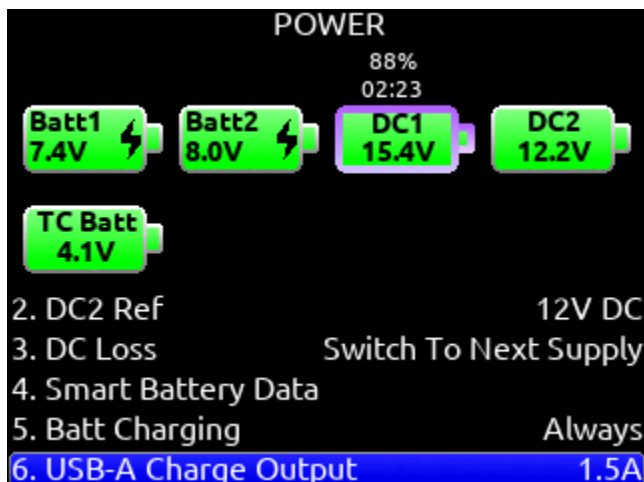 POWER
88%
02:23
Batt1 Batt2 DC1 DC2
7.4V 8.0V 15.4V 12.2V
TC Batt
4.1V
2. DC2 Ref 12V DC
3. DC Loss Switch To Next Supply
4. Smart Battery Data
5. Batt Charging Always
6. USB-A Charge Output 1.5A